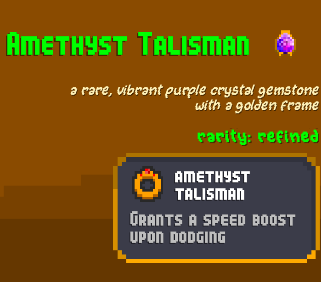 Amethyst Talisman
a rare, vibrant purple crystal gemstone
with a golden frame
rarity: refined
Amethyst
Talisman
Grants a speed boost
upon dodging